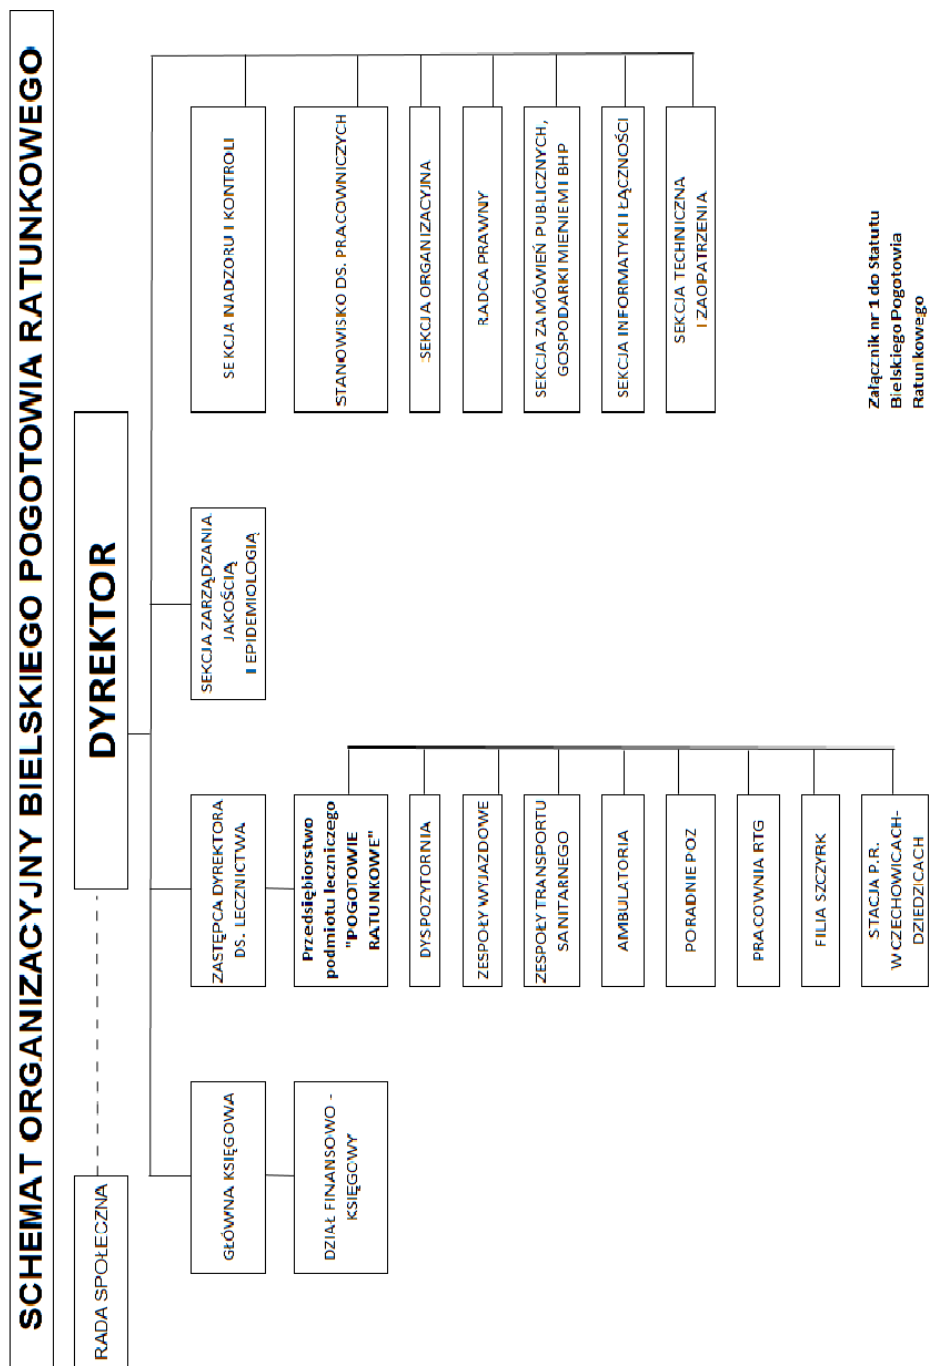 SCHEMAT ORGANIZACYJNY BIELSKIEGO POGOTOWIA RATUNKOWEGO
RADA SPOŁECZNA
DYREKTOR
GŁÓWNA KSIĘGOWA
DZIAŁ FINANSOWO -
KSIĘGOWY
ZASTĘPCA DYREKTORA
DS. LECZNICTWA
Przedsiębiorstwo
podmiotu leczniczego
"POGOTOWIE
RATUNKOWE"
DYSPOZYTORNIA
ZESPOŁY WYJAZDOWE
ZESPOŁY TRANSPORTU
SANITARNEGO
AMBULATORIA
PORADNIE POZ
PRACOWNIA RTG
FILIA SZCZYRK
STACJA P.R.
W CZECHOWICACH-
DZIEDZICACH
SEKCJA ZARZĄDZANIA
JAKOŚCIĄ
I EPIDEMIOLOGIĄ
SEKCJA NADZORU I KONTROLI
STANOWISKO DS. PRACOWNICZYCH
SEKCJA ORGANIZACYJNA
RADCA PRAWNY
SEKCJA ZAMÓWIEŃ PUBLICZNYCH,
GOSPODARKI MIENIEM I BHP
SEKCJA INFORMATYKI I ŁĄCZNOŚCI
SEKCJA TECHNICZNA
I ZAOPATRZENIA
Załącznik nr 1 do Statutu
Bielskiego Pogotowia
Ratunkowego